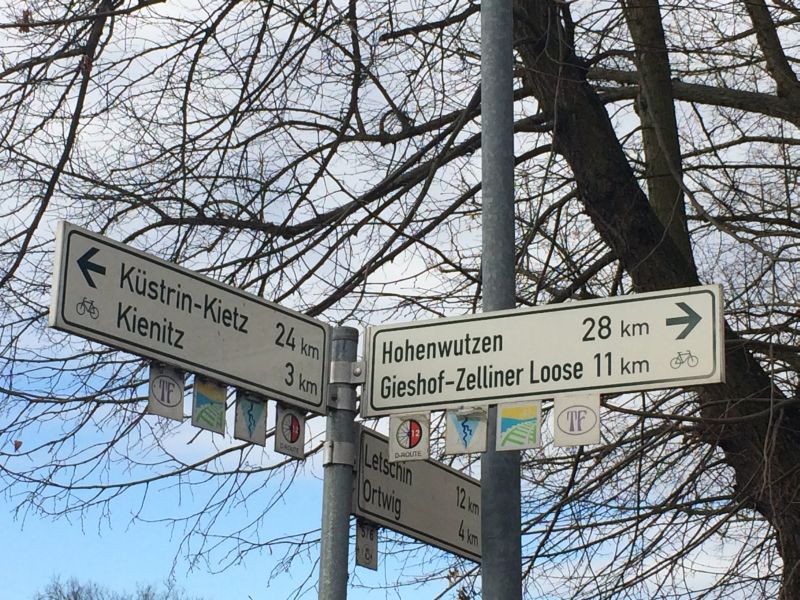 Küstrin-Kietz 24 km
Kienitz 3 km
TF
Hohenwutzen 28 km
Gieshof-Zelliner Loose 11 km
12
D-ROUTE
TF
Letschin 12 km
Ortwig 4 km